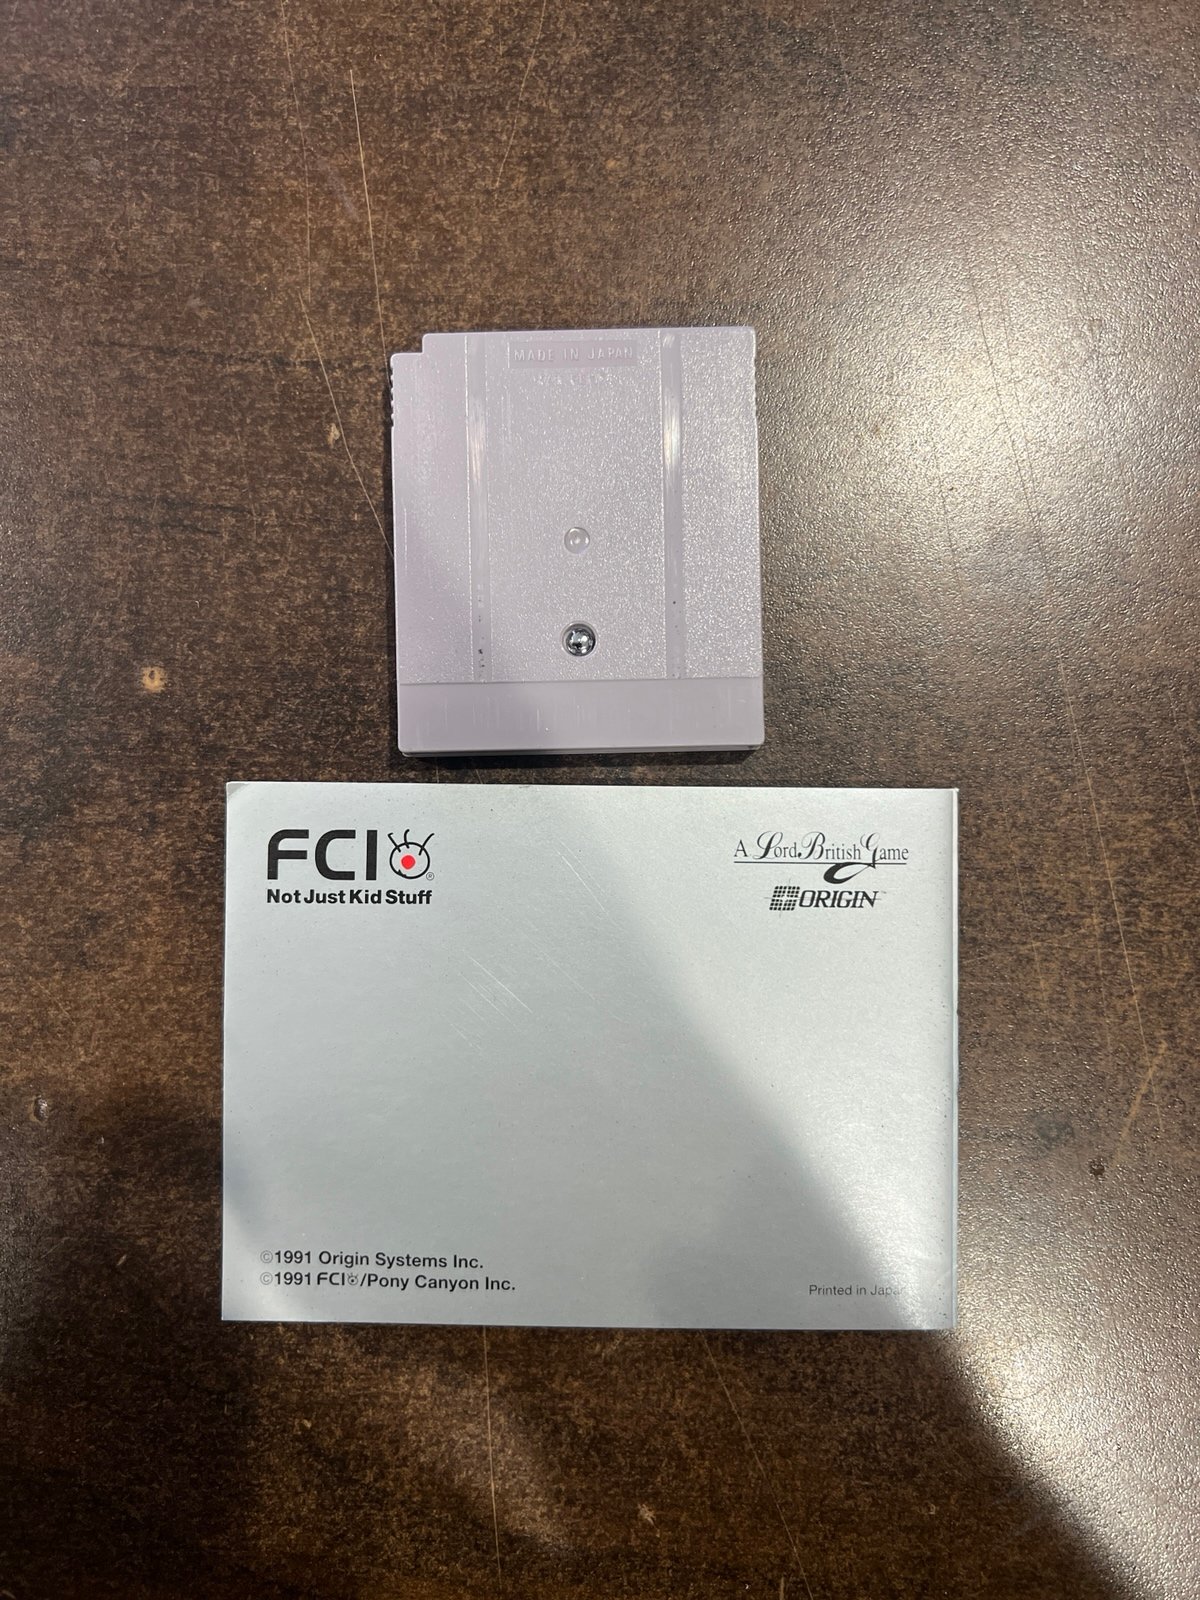 MADE IN JAPAN
FCI®
Not Just Kid Stuff
A Lord British Game
ORIGIN™
©1991 Origin Systems Inc.
©1991 FCI/Pony Canyon Inc.
Printed in Japan